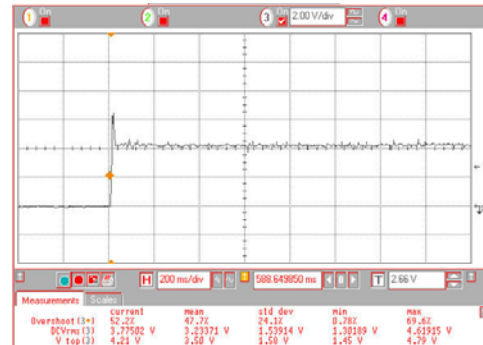 1 On 2 On 3 On 2.00 V/div 4 On
H 200 ms/div 588.649850 ms T 2.66 V
Measurements Scales
current mean std dev min max
Overshoot(3•) 52.2% 47.7% 24.1% 0.78% 69.6%
DCVrms(3) 3.77502 V 3.23371 V 1.53914 V 1.30189 V 4.61915 V
V top(3) 4.21 V 3.50 V 1.58 V 1.45 V 4.79 V